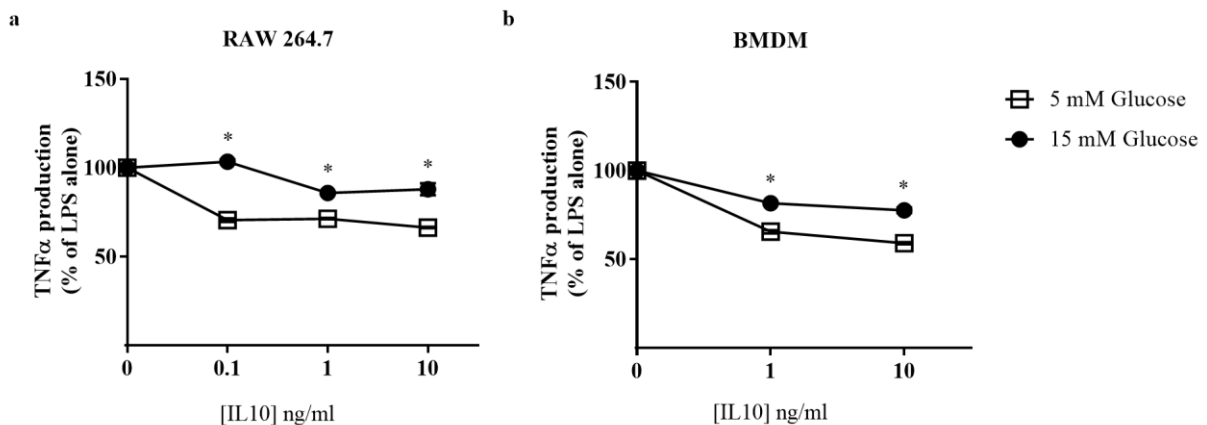 a
RAW 264.7
150
100
50
TNFα production
(% of LPS alone)
*
*
*
0
0.1
1
10
[IL10] ng/ml
b
BMDM
150
100
50
TNFα production
(% of LPS alone)
*
*
0
1
10
[IL10] ng/ml
5 mM Glucose
15 mM Glucose